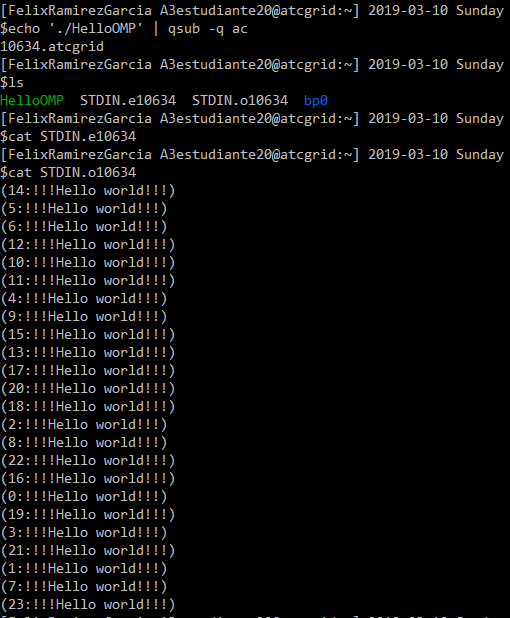 [FelixRamirezGarcia A3estudiante20@atcgrid:~] 2019-03-10 Sunday
$echo './HelloOMP' | qsub -q ac
10634.atcgrid
[FelixRamirezGarcia A3estudiante20@atcgrid:~] 2019-03-10 Sunday
$ls
HelloOMP  STDIN.e10634  STDIN.o10634  bp0
[FelixRamirezGarcia A3estudiante20@atcgrid:~] 2019-03-10 Sunday
$cat STDIN.e10634
[FelixRamirezGarcia A3estudiante20@atcgrid:~] 2019-03-10 Sunday
$cat STDIN.o10634
(14:!!!Hello world!!!)
(5:!!!Hello world!!!)
(6:!!!Hello world!!!)
(12:!!!Hello world!!!)
(10:!!!Hello world!!!)
(11:!!!Hello world!!!)
(4:!!!Hello world!!!)
(9:!!!Hello world!!!)
(15:!!!Hello world!!!)
(13:!!!Hello world!!!)
(17:!!!Hello world!!!)
(20:!!!Hello world!!!)
(18:!!!Hello world!!!)
(2:!!!Hello world!!!)
(8:!!!Hello world!!!)
(22:!!!Hello world!!!)
(16:!!!Hello world!!!)
(0:!!!Hello world!!!)
(19:!!!Hello world!!!)
(3:!!!Hello world!!!)
(21:!!!Hello world!!!)
(1:!!!Hello world!!!)
(7:!!!Hello world!!!)
(23:!!!Hello world!!!)